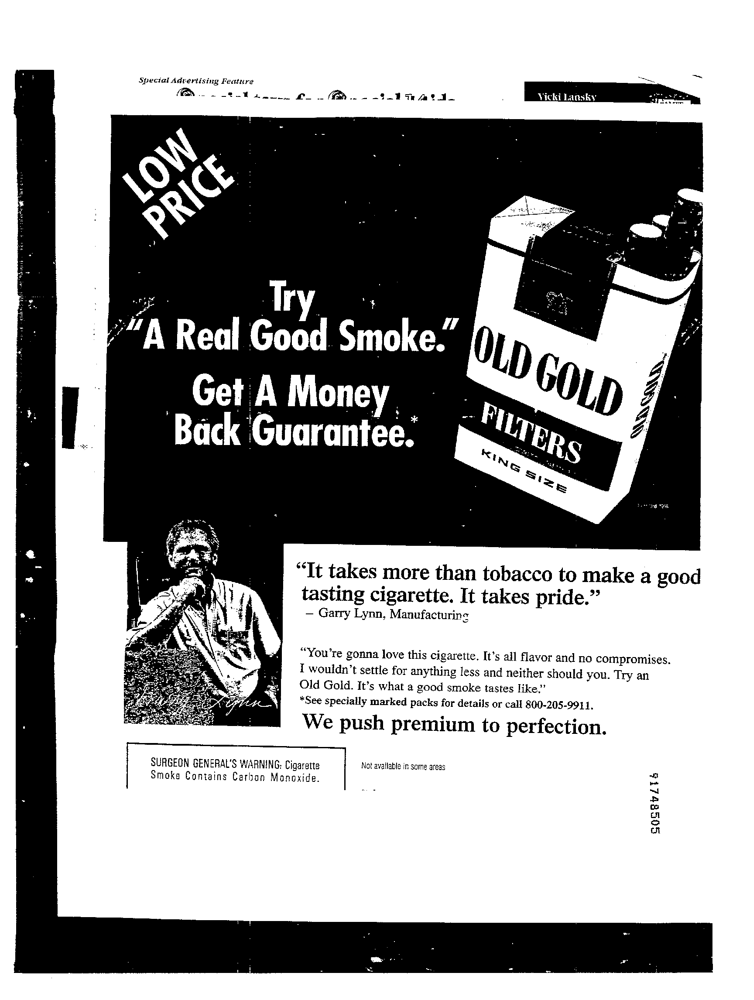 Special Advertising Feature
Vicki Lansky
LOW
PRICE
Try
"A Real Good Smoke."
Get A Money
Back Guarantee.*
OLD GOLD
FILTERS
KING SIZE
OLD GOLD
"It takes more than tobacco to make a good
tasting cigarette. It takes pride."
– Garry Lynn, Manufacturing
"You're gonna love this cigarette. It's all flavor and no compromises.
I wouldn't settle for anything less and neither should you. Try an
Old Gold. It's what a good smoke tastes like."
*See specially marked packs for details or call 800-205-9911.
We push premium to perfection.
Lynn
SURGEON GENERAL'S WARNING: Cigarette
Smoke Contains Carbon Monoxide.
Not available in some areas
91748505